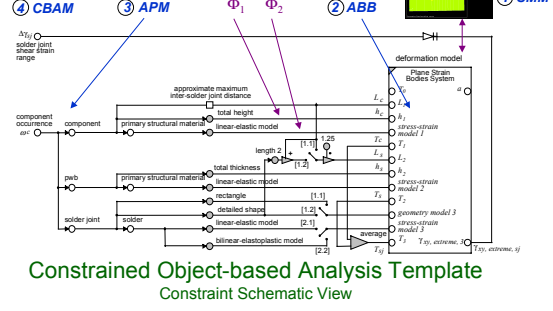 ④ CBAM
③ APM
Φ1 Φ2
② ABB
Δγsj
solder joint
shear strain
range
deformation model
Plane Strain
Bodies System
approximate maximum
inter-solder joint distance
Lc
a
total height
hc
h1
component
occurrence
ωc
component
primary structural material
linear-elastic model
stress-strain
model 1
Tc
T1
[1.1]
1.25
length 2 +
[1.2]
Ls
L2
total thickness
hs
h2
pwb
primary structural material
linear-elastic model
stress-strain
model 2
rectangle
[1.1]
Ts
T2
detailed shape
[1.2]
geometry model 3
solder joint
solder
linear-elastic model
[2.1]
stress-strain
model 3
average
bilinear-elastoplastic model
[2.2]
Tsj
T3
γxy, extreme, 3
γxy, extreme, sj
Constrained Object-based Analysis Template
Constraint Schematic View